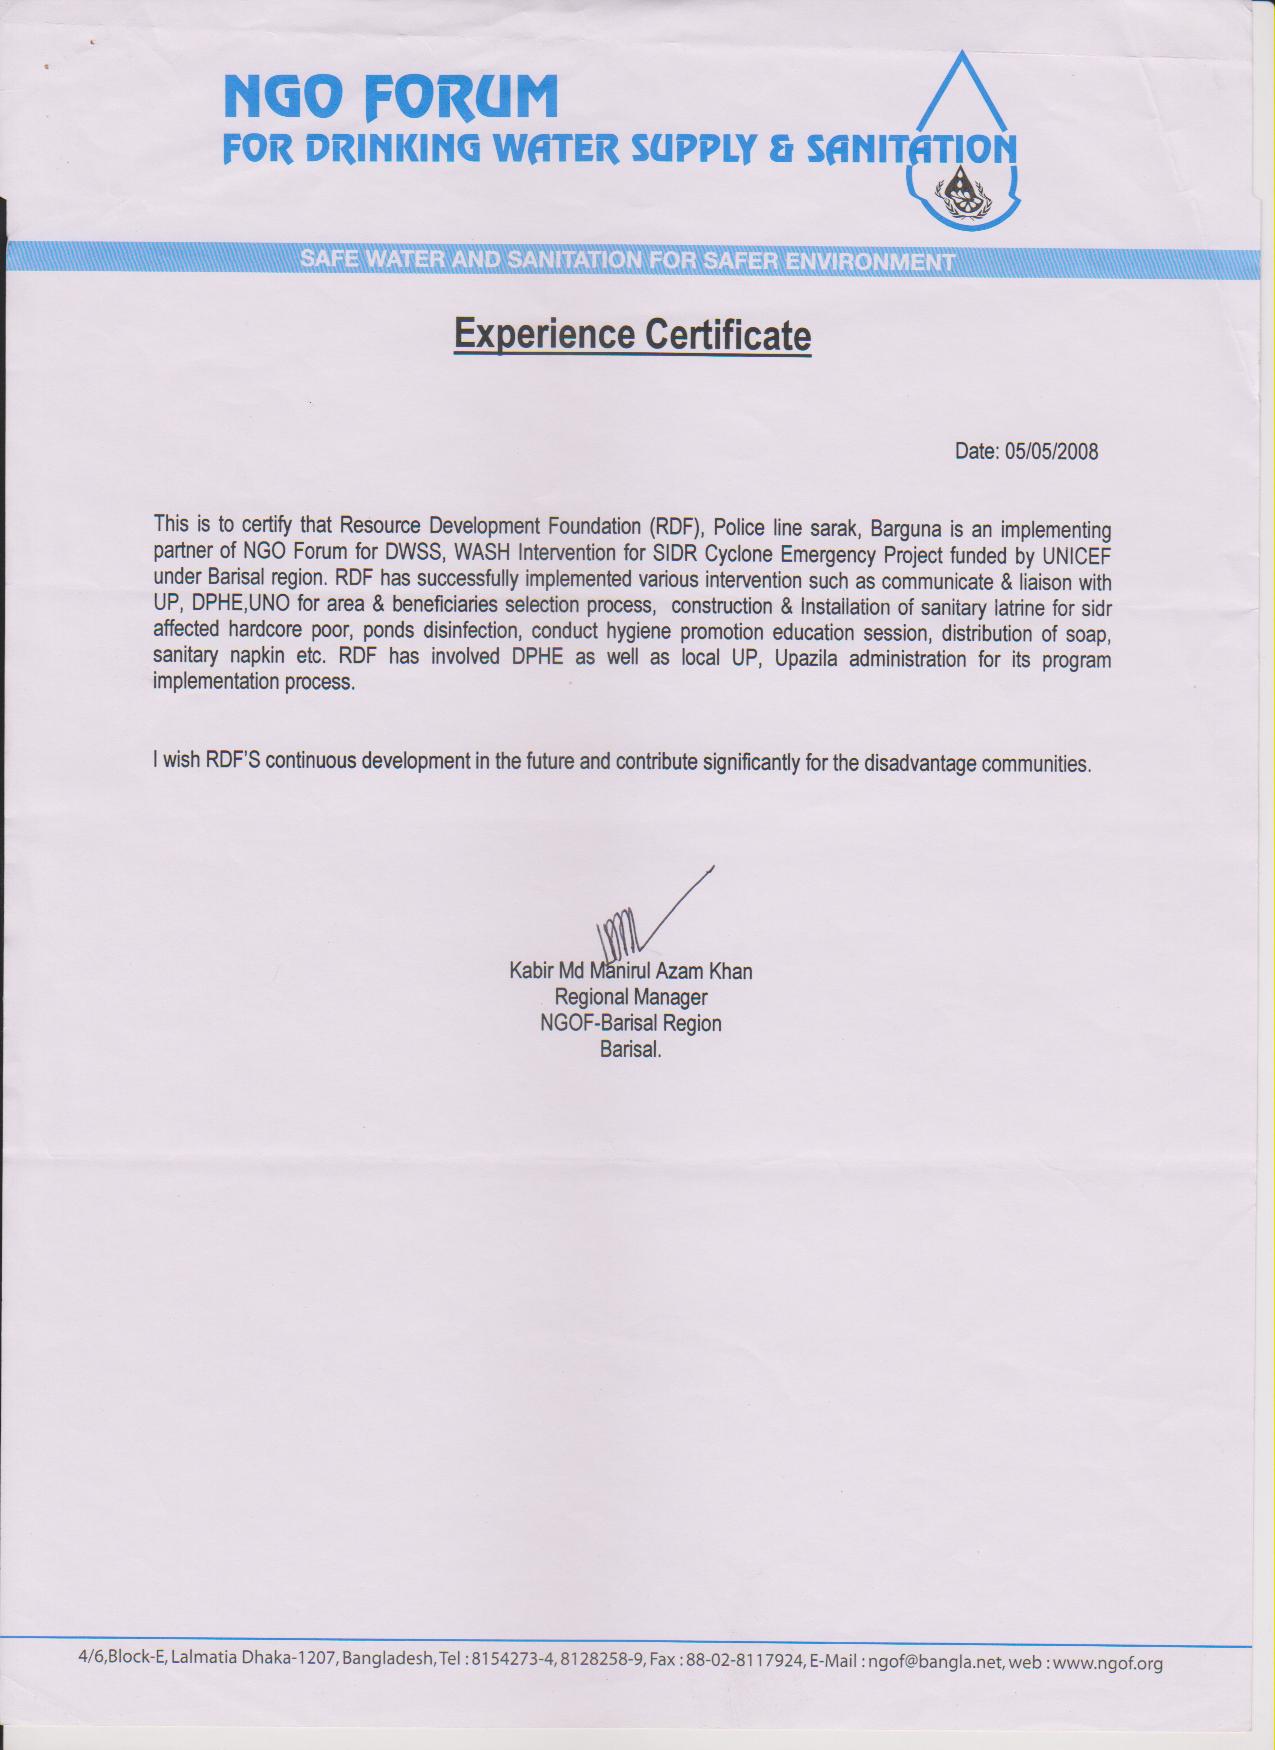 NGO FORUM
FOR DRINKING WATER SUPPLY & SANITATION
SAFE WATER AND SANITATION FOR SAFER ENVIRONMENT
Experience Certificate
Date: 05/05/2008
This is to certify that Resource Development Foundation (RDF), Police line sarak, Barguna is an implementing
partner of NGO Forum for DWSS, WASH Intervention for SIDR Cyclone Emergency Project funded by UNICEF
under Barisal region. RDF has successfully implemented various intervention such as communicate & liaison with
UP, DPHE,UNO for area & beneficiaries selection process, construction & Installation of sanitary latrine for sidr
affected hardcore poor, ponds disinfection, conduct hygiene promotion education session, distribution of soap,
sanitary napkin etc. RDF has involved DPHE as well as local UP, Upazila administration for its program
implementation process.
I wish RDF'S continuous development in the future and contribute significantly for the disadvantage communities.
Kabir Md Manirul Azam Khan
Regional Manager
NGOF-Barisal Region
Barisal.
4/6,Block-E, Lalmatia Dhaka-1207, Bangladesh, Tel : 8154273-4, 8128258-9, Fax : 88-02-8117924, E-Mail : ngof@bangla.net, web : www.ngof.org